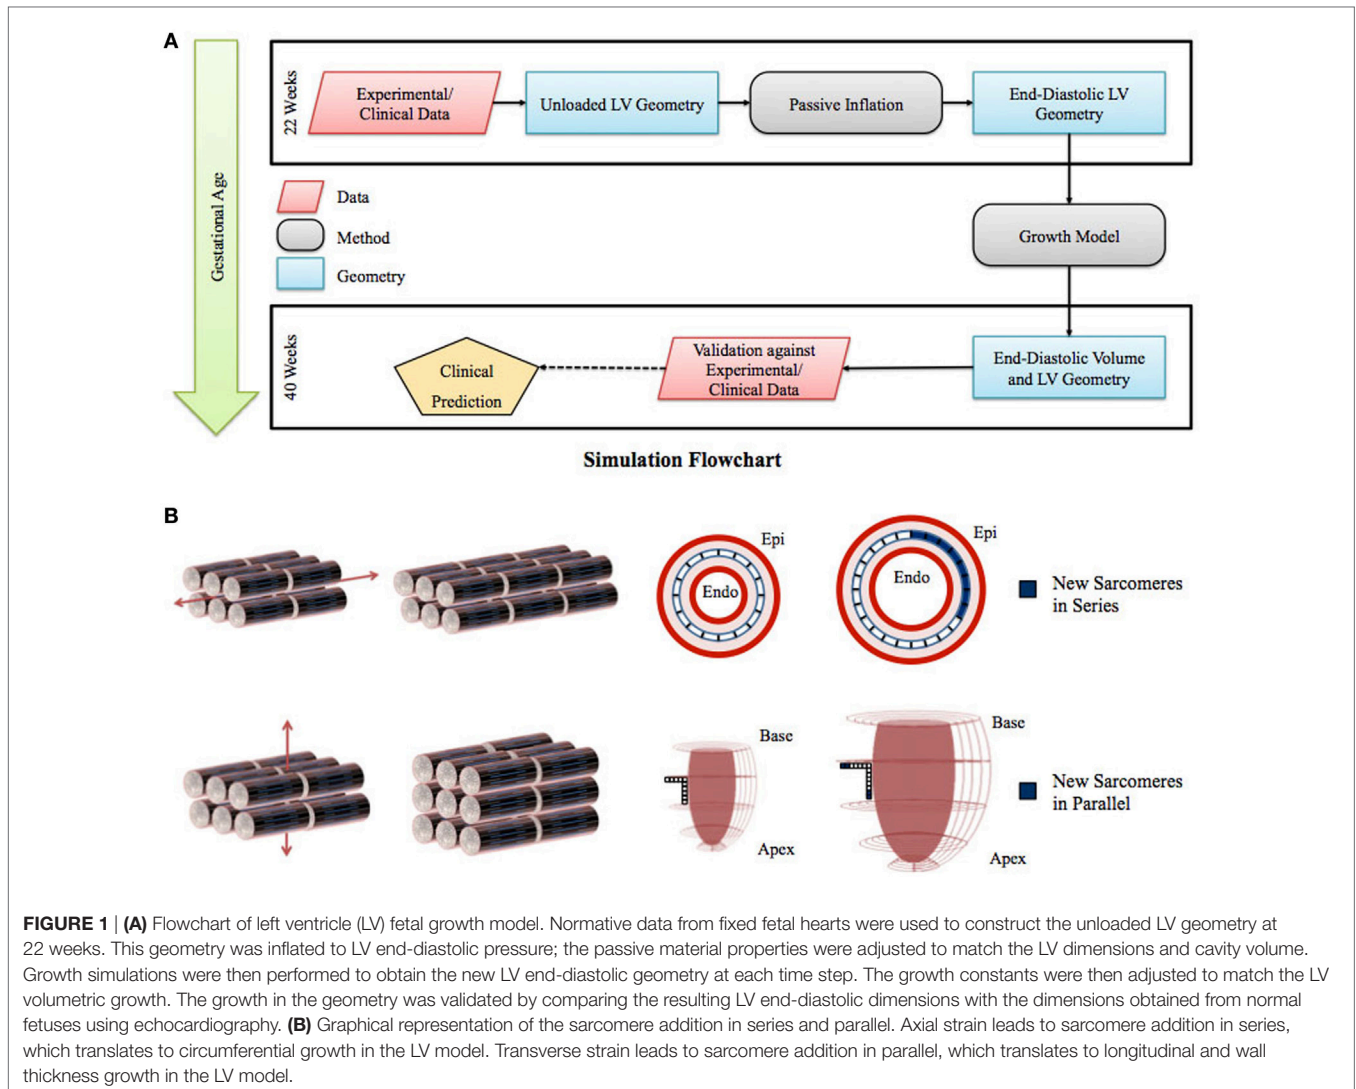 A
Gestational Age
22 Weeks
Experimental/
Clinical Data
Unloaded LV Geometry
Passive Inflation
End-Diastolic LV
Geometry
Data
Method
Geometry
Growth Model
40 Weeks
Clinical
Prediction
Validation against
Experimental/
Clinical Data
End-Diastolic Volume
and LV Geometry
Simulation Flowchart
B
Epi
Endo
Epi
Endo
New Sarcomeres
in Series
Base
Apex
Base
Apex
New Sarcomeres
in Parallel
FIGURE 1 | (A) Flowchart of left ventricle (LV) fetal growth model. Normative data from fixed fetal hearts were used to construct the unloaded LV geometry at
22 weeks. This geometry was inflated to LV end-diastolic pressure; the passive material properties were adjusted to match the LV dimensions and cavity volume.
Growth simulations were then performed to obtain the new LV end-diastolic geometry at each time step. The growth constants were then adjusted to match the LV
volumetric growth. The growth in the geometry was validated by comparing the resulting LV end-diastolic dimensions with the dimensions obtained from normal
fetuses using echocardiography. (B) Graphical representation of the sarcomere addition in series and parallel. Axial strain leads to sarcomere addition in series,
which translates to circumferential growth in the LV model. Transverse strain leads to sarcomere addition in parallel, which translates to longitudinal and wall
thickness growth in the LV model.